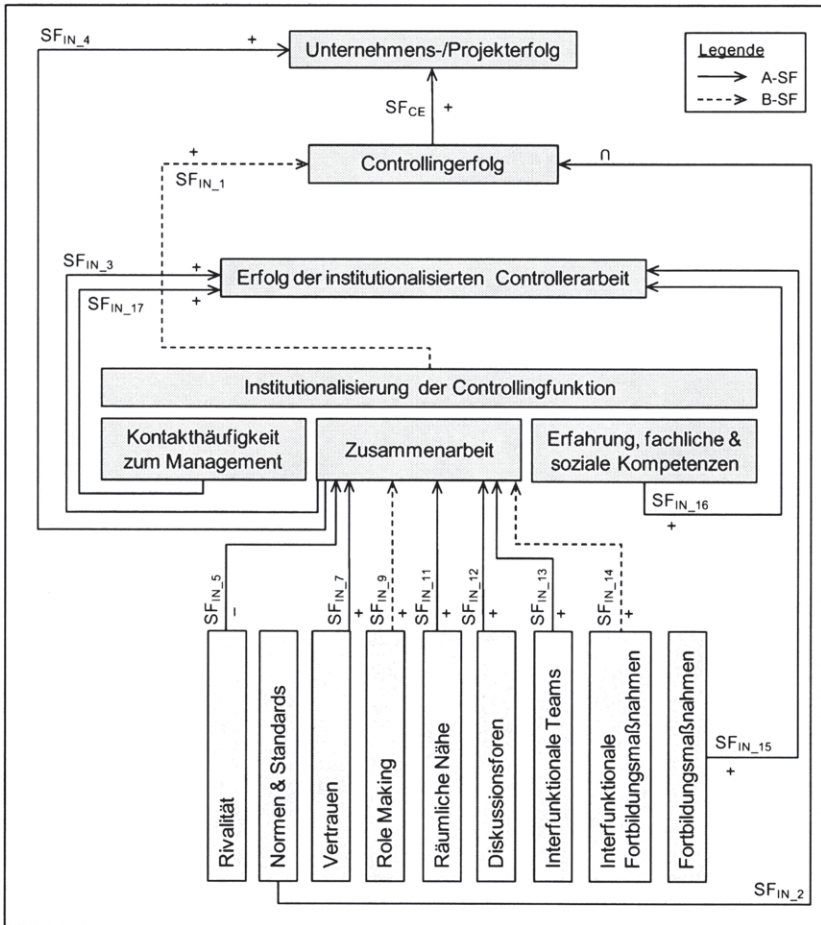 SF_IN_4
+
Unternehmens-/Projekterfolg
Legende
A-SF
B-SF
SF_CE
+
+
SF_IN_1
Controllingerfolg
∩
SF_IN_3
+
SF_IN_17
+
Erfolg der institutionalisierten Controllerarbeit
Institutionalisierung der Controllingfunktion
Kontakthäufigkeit
zum Management
Zusammenarbeit
Erfahrung, fachliche &
soziale Kompetenzen
SF_IN_16
+
SF_IN_5
–
SF_IN_7
+
SF_IN_9
+
SF_IN_11
+
SF_IN_12
+
SF_IN_13
+
SF_IN_14
+
Rivalität
Normen & Standards
Vertrauen
Role Making
Räumliche Nähe
Diskussionsforen
Interfunktionale Teams
Interfunktionale
Fortbildungsmaßnahmen
Fortbildungsmaßnahmen
SF_IN_15
+
SF_IN_2